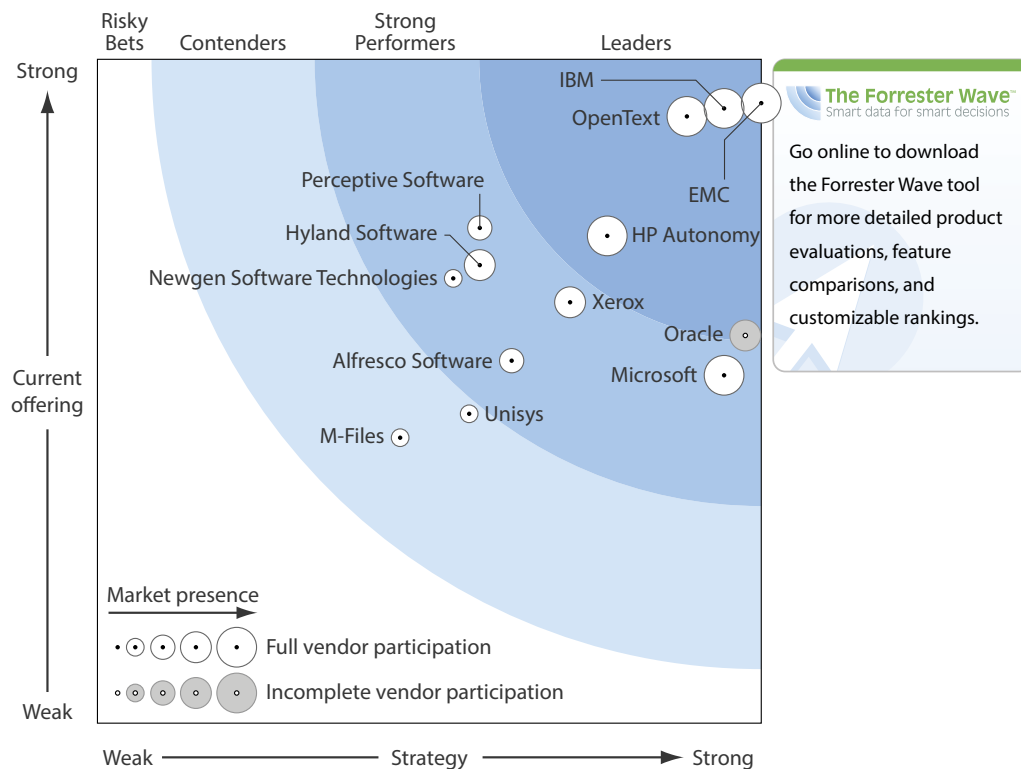 Risky
Bets
Contenders
Strong
Performers
Leaders
Strong
Current
offering
Weak
IBM
OpenText
EMC
Perceptive Software
Hyland Software
HP Autonomy
Newgen Software Technologies
Xerox
Oracle
Alfresco Software
Microsoft
Unisys
M-Files
Market presence
Full vendor participation
Incomplete vendor participation
Weak
Strategy
Strong
The Forrester Wave™
Smart data for smart decisions
Go online to download
the Forrester Wave tool
for more detailed product
evaluations, feature
comparisons, and
customizable rankings.